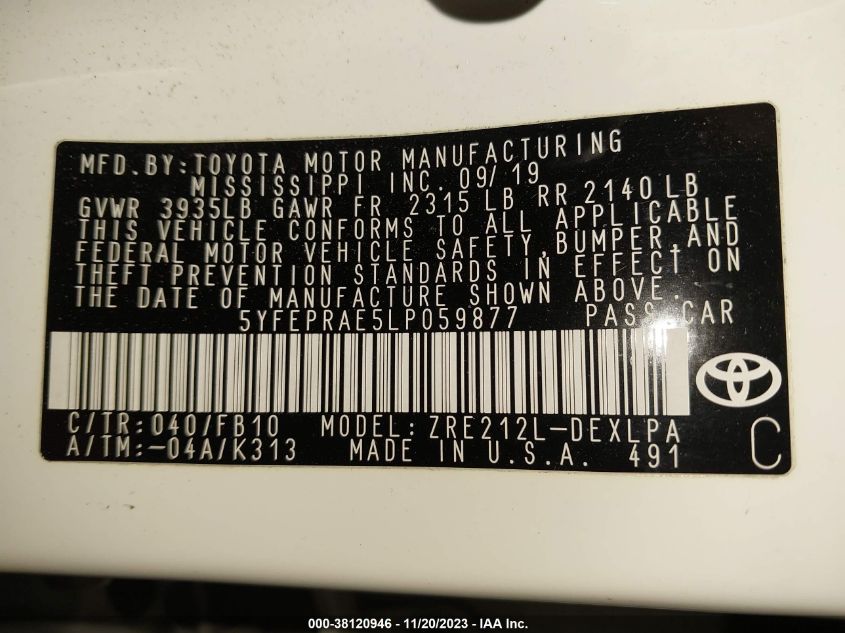 MFD.BY:TOYOTA MOTOR MANUFACTURING
MISSISSIPPI INC. 09/19
GVWR 3935LB GAWR FR 2315 LB RR 2140 LB
THIS VEHICLE CONFORMS TO ALL APPLICABLE
FEDERAL MOTOR VEHICLE SAFETY,BUMPER,AND
THEFT PREVENTION STANDARDS IN EFFECT ON
THE DATE OF MANUFACTURE SHOWN ABOVE.
5YFEPRAE5LP059877 PASS.CAR
C/TR:040/FB10 MODEL:ZRE212L-DEXLPA
A/TM:-04A/K313 MADE IN U.S.A. 491 C
000-38120946 - 11/20/2023 - IAA Inc.